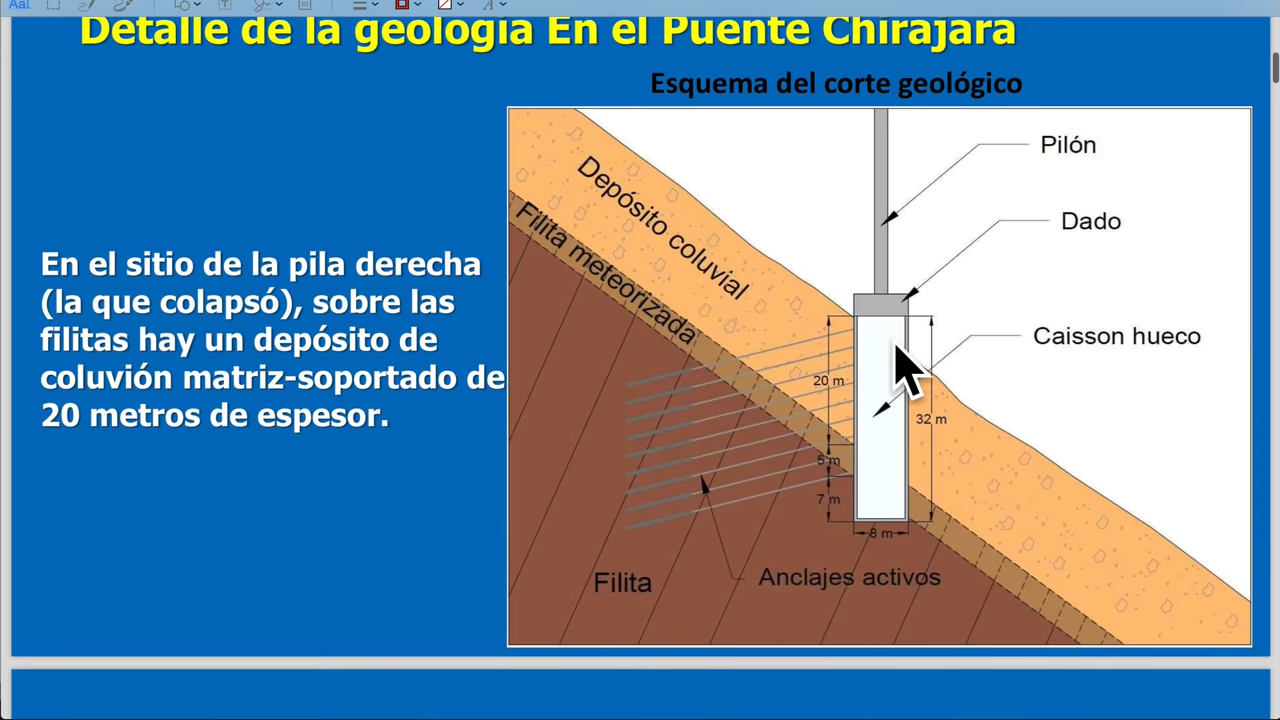 AaI
Detalle de la geología En el Puente Chirajara
Esquema del corte geológico
Pilón
Dado
Caisson hueco
Depósito coluvial
Filita meteorizada
En el sitio de la pila derecha
(la que colapsó), sobre las
filitas hay un depósito de
coluvión matriz-soportado de
20 metros de espesor.
20 m
32 m
5 m
7 m
8 m
Filita
Anclajes activos